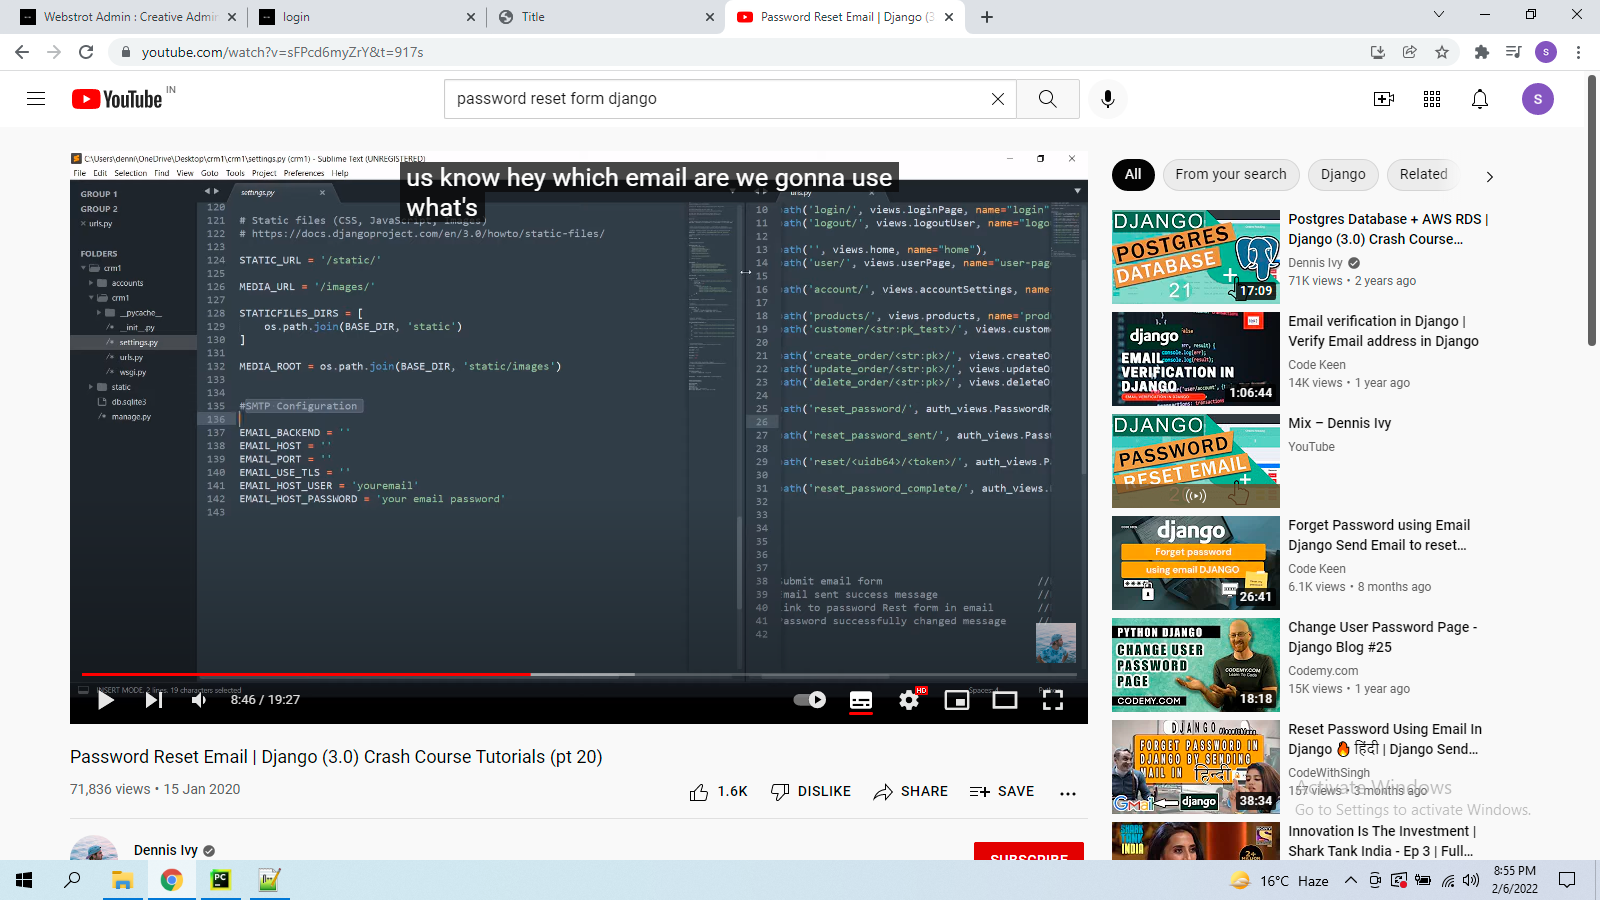 Webstrot Admin : Creative Admin
login
Title
Password Reset Email | Django (3
youtube.com/watch?v=sFPcd6myZrY&t=917s
S
YouTube IN
password reset form django
S
C:\Users\denni\OneDrive\Desktop\crm1\crm1\settings.py (crm1) - Sublime Text (UNREGISTERED)
File Edit Selection Find View Goto Tools Project Preferences Help
us know hey which email are we gonna use
what's
GROUP 1
GROUP 2
urls.py
FOLDERS
crm1
accounts
crm1
__pycache__
__init__.py
settings.py
urls.py
wsgi.py
static
db.sqlite3
manage.py
settings.py
120
121 # Static files (CSS, JavaScript, Images)
122 # https://docs.djangoproject.com/en/3.0/howto/static-files/
123
124 STATIC_URL = '/static/'
125
126 MEDIA_URL = '/images/'
127
128 STATICFILES_DIRS = [
129 os.path.join(BASE_DIR, 'static')
130 ]
131
132 MEDIA_ROOT = os.path.join(BASE_DIR, 'static/images')
133
134
135 #SMTP Configuration
136
137 EMAIL_BACKEND = ''
138 EMAIL_HOST = ''
139 EMAIL_PORT = ''
140 EMAIL_USE_TLS = ''
141 EMAIL_HOST_USER = 'youremail'
142 EMAIL_HOST_PASSWORD = 'your email password'
143
urls.py
10 ath('login/', views.loginPage, name="login"
11 ath('logout/', views.logoutUser, name="logo
12
13 ath('', views.home, name="home"),
14 ath('user/', views.userPage, name="user-pag
15
16 ath('account/', views.accountSettings, name
17
18 ath('products/', views.products, name='prod
19 ath('customer/<str:pk_test>/', views.custom
20
21 ath('create_order/<str:pk>/', views.createO
22 ath('update_order/<str:pk>/', views.updateO
23 ath('delete_order/<str:pk>/', views.deleteO
24
25 ath('reset_password/', auth_views.PasswordR
26
27 ath('reset_password_sent/', auth_views.Pass
28
29 ath('reset/<uidb64>/<token>/', auth_views.P
30
31 ath('reset_password_complete/', auth_views.
32
33
34
35
36
37
38 ubmit email form //
39 mail sent success message //
40 ink to password Rest form in email //
41 assword successfully changed message //
42
INSERT MODE, 2 lines, 19 characters selected
Spaces: 4
8:46 / 19:27
HD
Password Reset Email | Django (3.0) Crash Course Tutorials (pt 20)
71,836 views • 15 Jan 2020
1.6K DISLIKE SHARE SAVE ...
Dennis Ivy
SUBSCRIBE
All From your search Django Related
DJANGO
POSTGRES
DATABASE
21
17:09
Postgres Database + AWS RDS |
Django (3.0) Crash Course...
Dennis Ivy
71K views • 2 years ago
django
EMAIL
VERIFICATION IN
DJANGO
EMAIL VERIFICATION IN DJANGO
1:06:44
Email verification in Django |
Verify Email address in Django
Code Keen
14K views • 1 year ago
DJANGO
PASSWORD
RESET EMAIL
Mix – Dennis Ivy
YouTube
django
Forget password
using email DJANGO
26:41
Forget Password using Email
Django Send Email to reset...
Code Keen
6.1K views • 8 months ago
PYTHON DJANGO
CHANGE USER
PASSWORD
PAGE
CODEMY.COM
CODEMY.COM
18:18
Change User Password Page -
Django Blog #25
Codemy.com
15K views • 1 year ago
DJANGO
FORGET PASSWORD IN
DJANGO BY SENDING
MAIL IN हिंदी
Gmail django
38:34
Reset Password Using Email In
Django 🔥 हिंदी | Django Send...
CodeWithSingh
157 views • 3 months ago
Activate Windows
Go to Settings to activate Windows.
SHARK
TANK
INDIA
Innovation Is The Investment |
Shark Tank India - Ep 3 | Full...
PC
16°C Haze
8:55 PM
2/6/2022